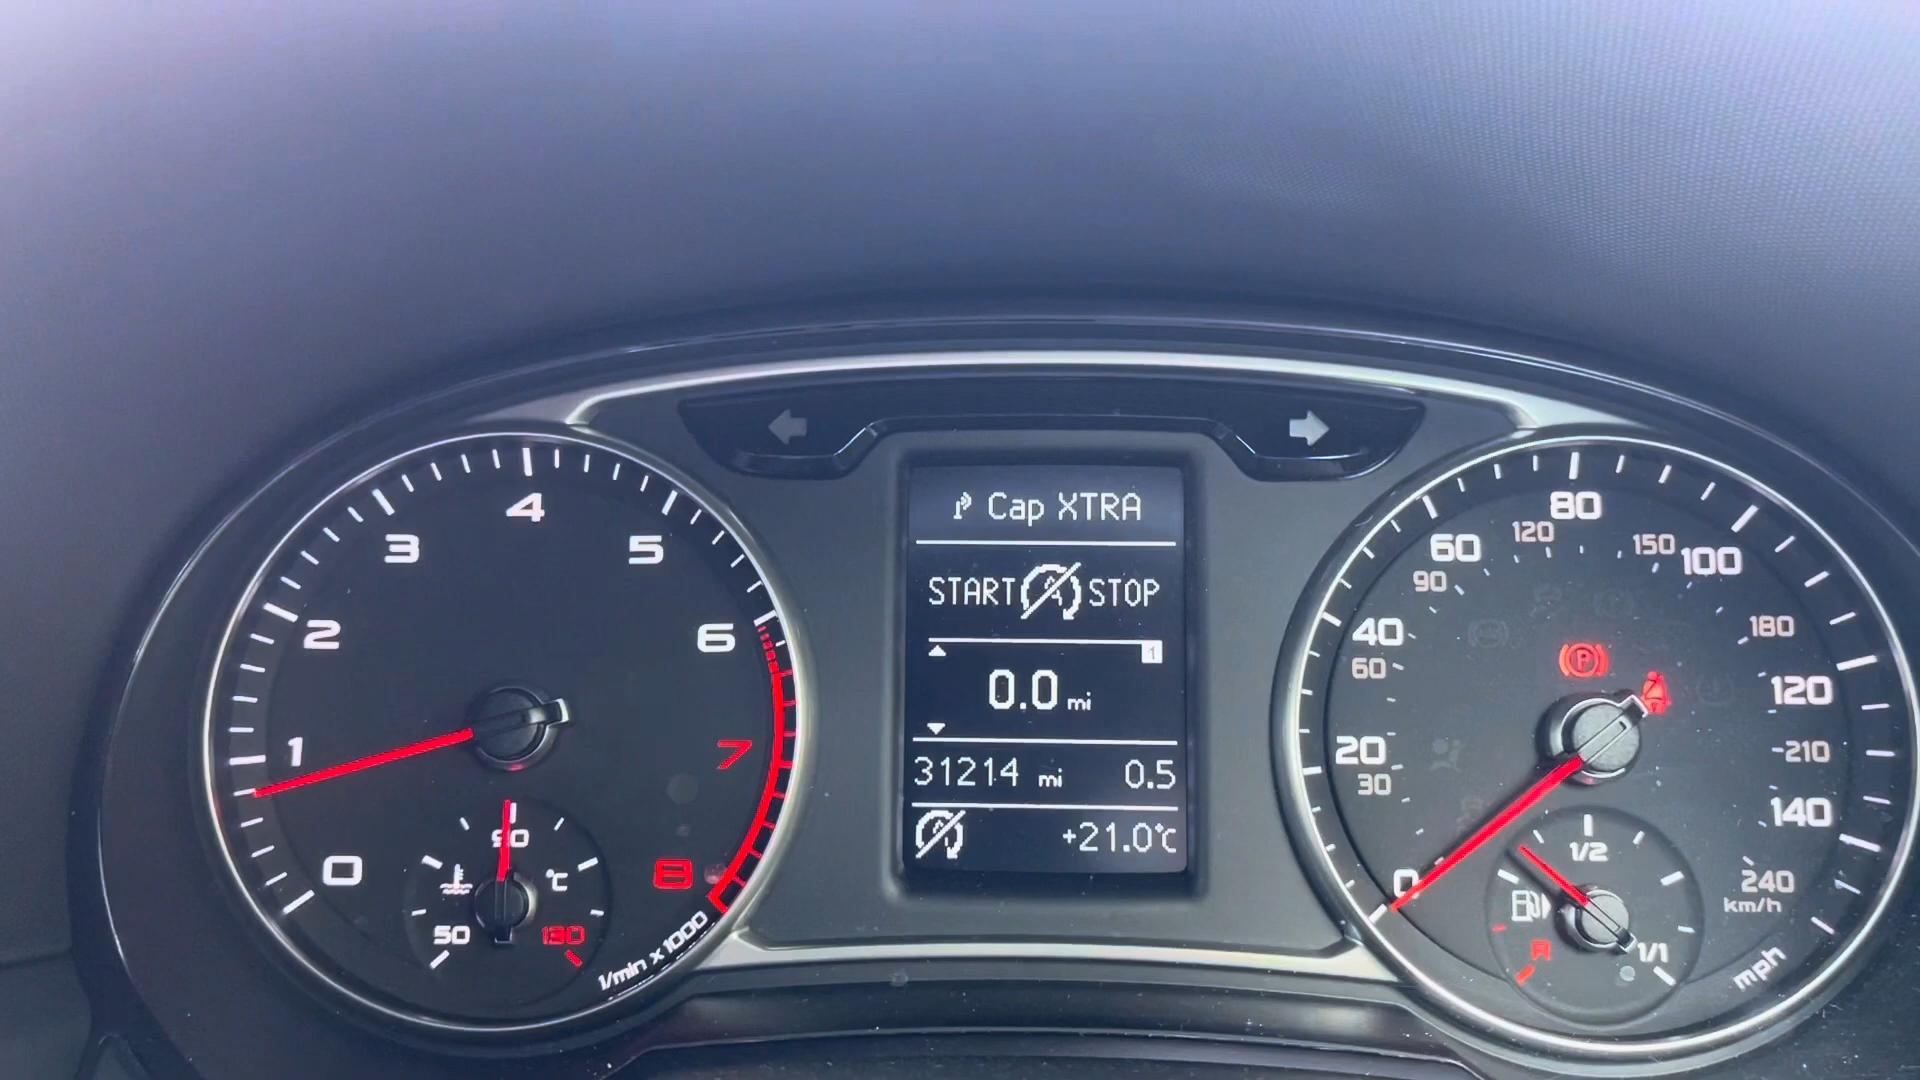 Cap XTRA
START A STOP
1
0.0 mi
31214 mi 0.5
A +21.0°C
0
1
2
3
4
5
6
7
8
1/min x 1000
50
90
130
°C
0
20
40
60
80
100
120
140
mph
30
60
90
120
150
180
210
240
km/h
P
R
1/2
1/1